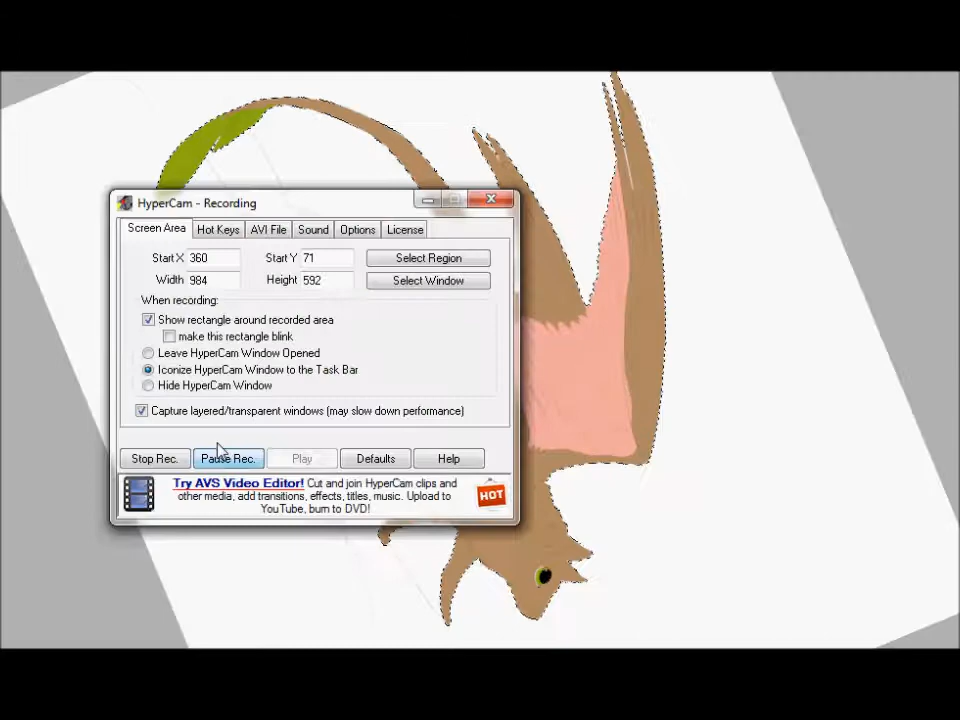 HyperCam - Recording
Screen Area Hot Keys AVI File Sound Options License
Start X 360 Start Y 71 Select Region
Width 984 Height 592 Select Window
When recording:
Show rectangle around recorded area
make this rectangle blink
Leave HyperCam Window Opened
Iconize HyperCam Window to the Task Bar
Hide HyperCam Window
Capture layered/transparent windows (may slow down performance)
Stop Rec. Pause Rec. Play Defaults Help
Try AVS Video Editor! Cut and join HyperCam clips and
other media, add transitions, effects, titles, music. Upload to
YouTube, burn to DVD!
HOT